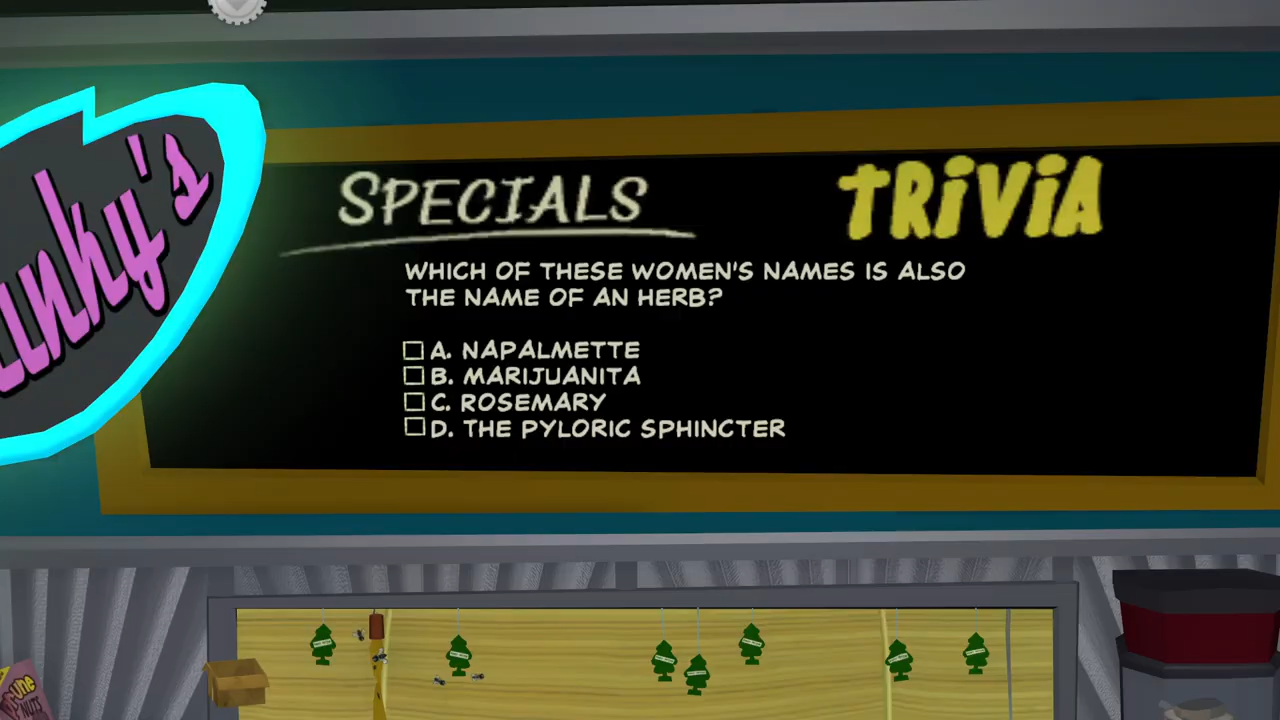 SPECIALS
TRIVIA
WHICH OF THESE WOMEN'S NAMES IS ALSO
THE NAME OF AN HERB?
A. NAPALMETTE
B. MARIJUANITA
C. ROSEMARY
D. THE PYLORIC SPHINCTER
NUTS